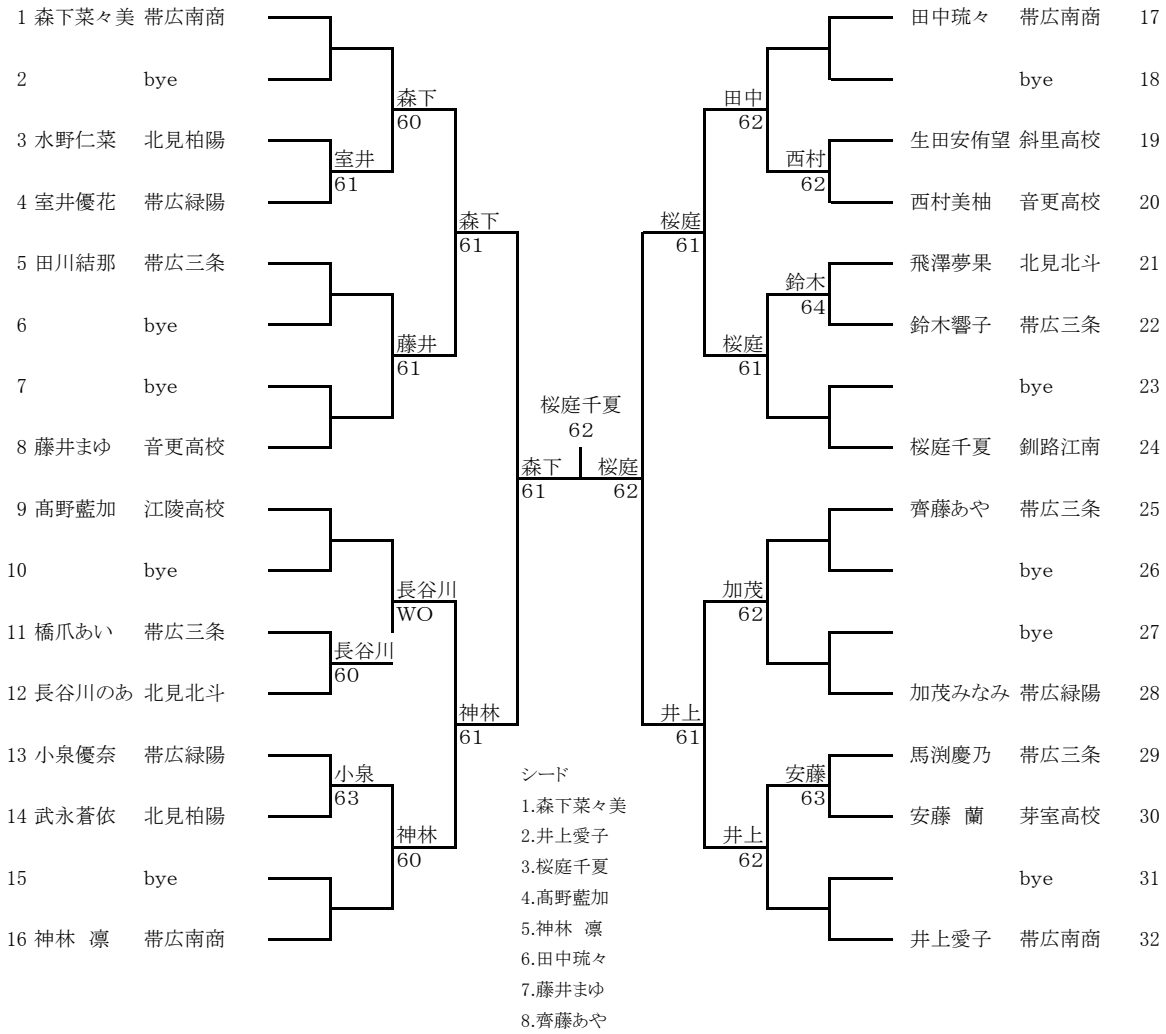 1 森下菜々美 帯広南商
2 bye
森下
60
3 水野仁菜 北見柏陽
室井
61
4 室井優花 帯広緑陽
森下
61
5 田川結那 帯広三条
6 bye
藤井
61
7 bye
8 藤井まゆ 音更高校
森下
61
9 髙野藍加 江陵高校
10 bye
長谷川
WO
11 橋爪あい 帯広三条
長谷川
60
12 長谷川のあ 北見北斗
神林
61
13 小泉優奈 帯広緑陽
小泉
63
14 武永蒼依 北見柏陽
神林
60
15 bye
16 神林 凛 帯広南商
桜庭千夏
62
田中琉々 帯広南商 17
bye 18
田中
62
生田安侑望 斜里高校 19
西村
62
西村美柚 音更高校 20
桜庭
61
飛澤夢果 北見北斗 21
鈴木
64
鈴木響子 帯広三条 22
桜庭
61
bye 23
桜庭千夏 釧路江南 24
桜庭
62
齊藤あや 帯広三条 25
bye 26
加茂
62
bye 27
加茂みなみ 帯広緑陽 28
井上
61
馬渕慶乃 帯広三条 29
安藤
63
安藤 蘭 芽室高校 30
井上
62
bye 31
井上愛子 帯広南商 32
シード
1.森下菜々美
2.井上愛子
3.桜庭千夏
4.髙野藍加
5.神林 凛
6.田中琉々
7.藤井まゆ
8.齊藤あや